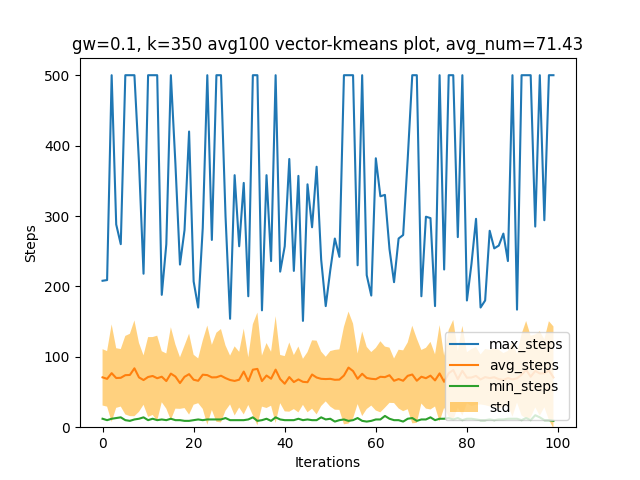 gw=0.1, k=350 avg100 vector-kmeans plot, avg_num=71.43
500
400
300
200
100
0
Steps
max_steps
avg_steps
min_steps
std
0
20
40
60
80
100
Iterations